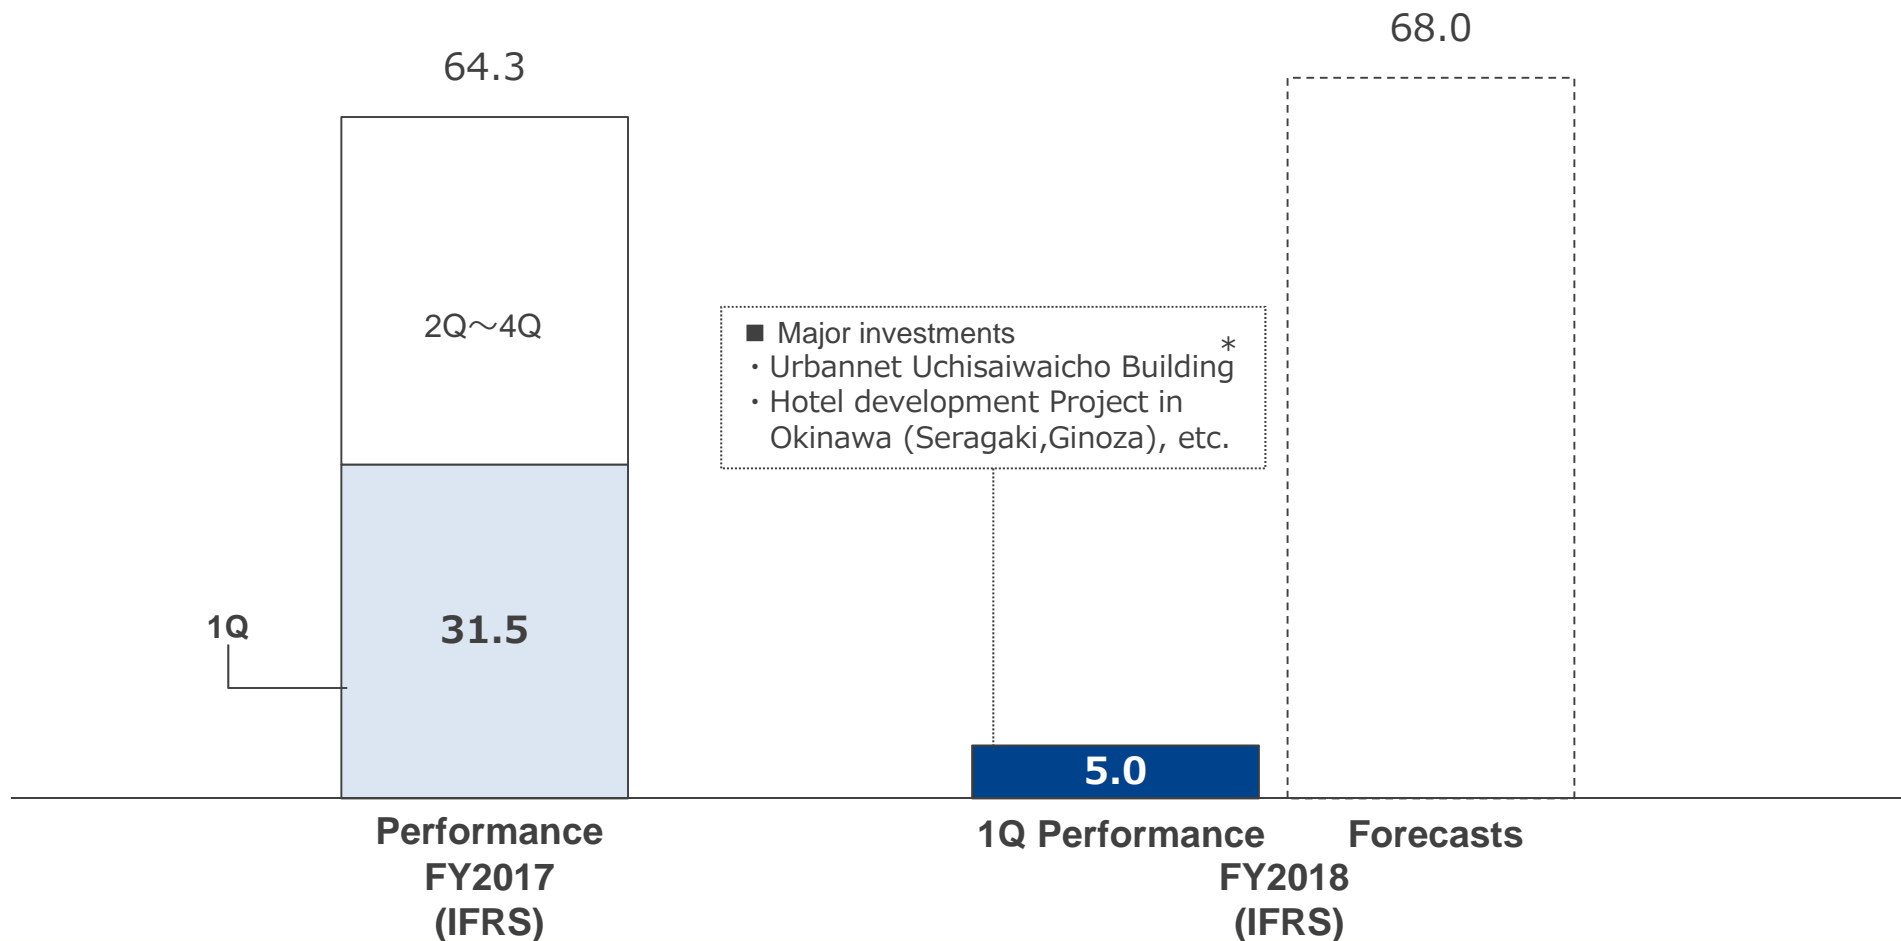 68.0
64.3
2Q～4Q
■ Major investments
・Urbannet Uchisaiwaicho Building*
・Hotel development Project in
Okinawa (Seragaki,Ginoza), etc.
1Q
31.5
5.0
Performance
FY2017
(IFRS)
1Q Performance
Forecasts
FY2018
(IFRS)